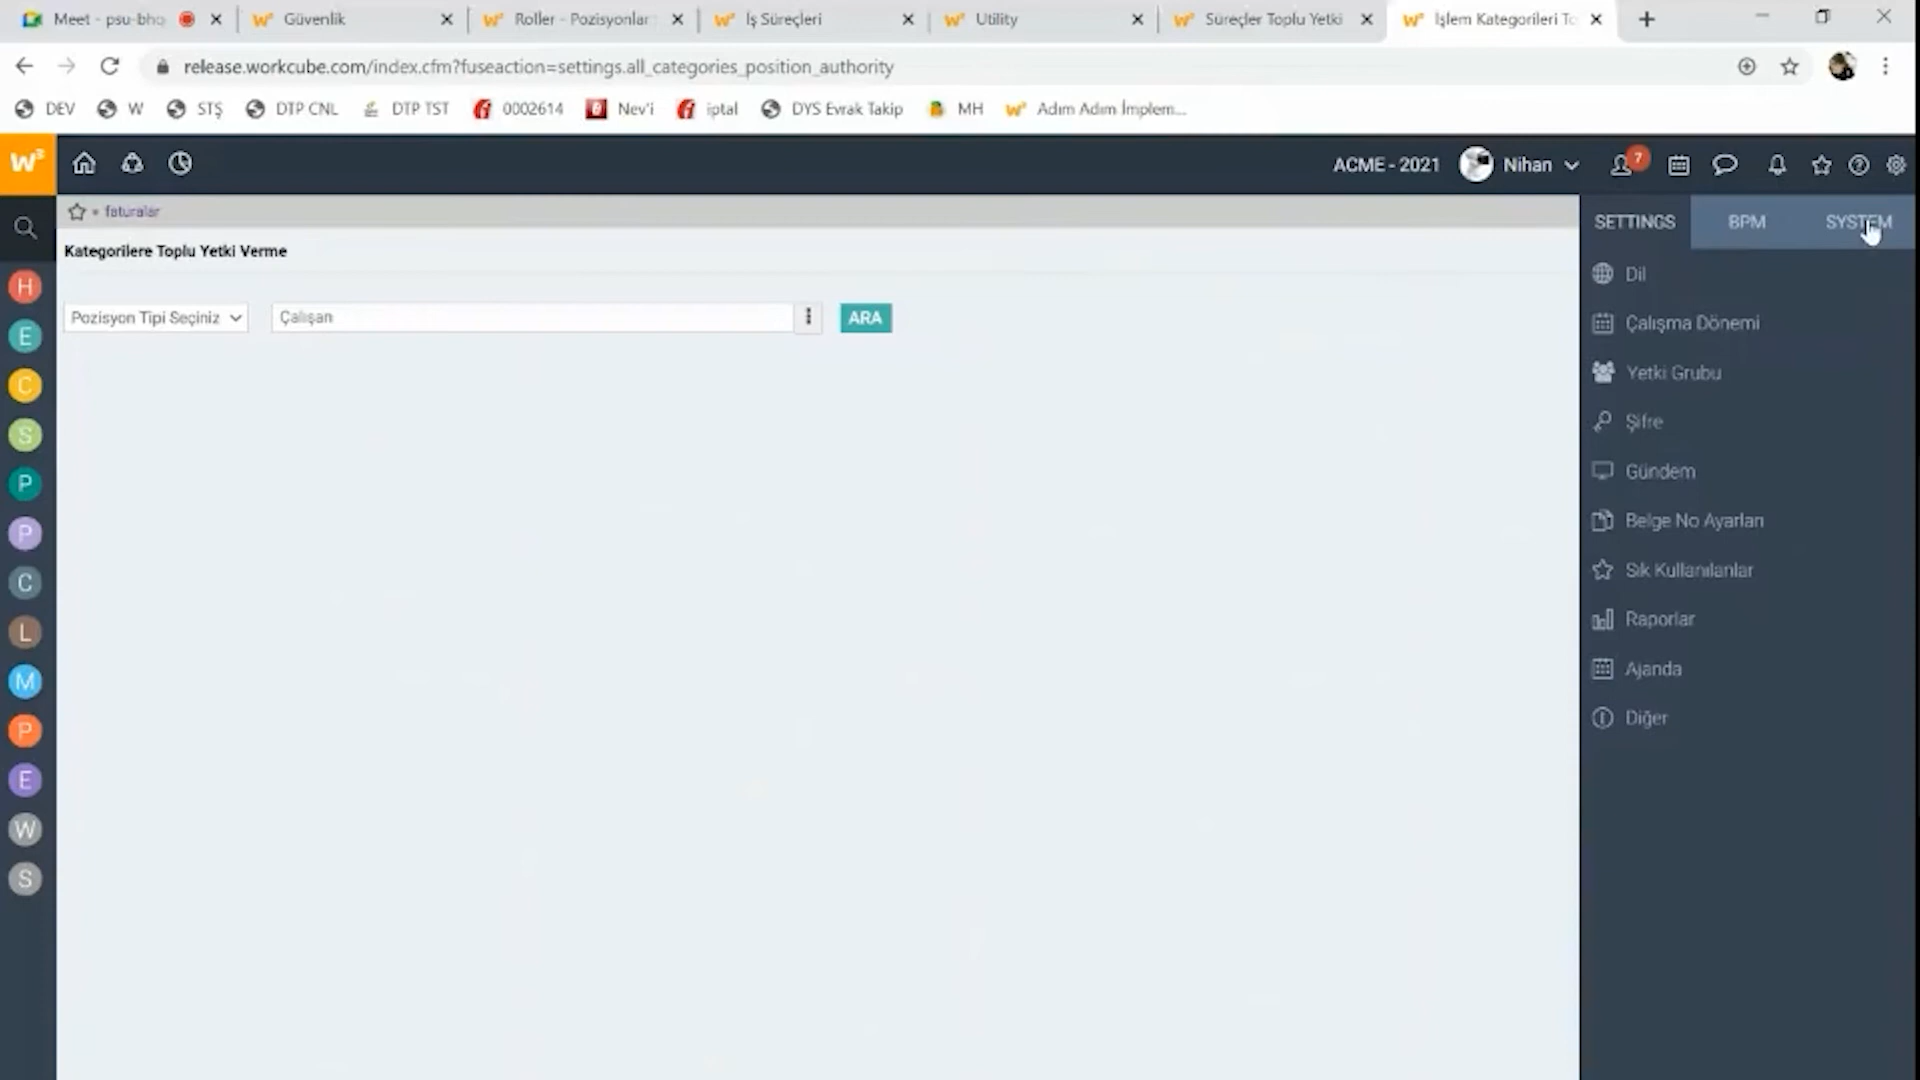 Meet - psu-bho
Güvenlik
Roller - Pozisyonlar
İş Süreçleri
Utility
Süreçler Toplu Yetki
İşlem Kategorileri To
release.workcube.com/index.cfm?fuseaction=settings.all_categories_position_authority
DEV
W
STŞ
DTP CNL
DTP TST
0002614
Nev'i
iptal
DYS Evrak Takip
MH
Adım Adım İmplem...
W³
ACME - 2021
Nihan
7
faturalar
Kategorilere Toplu Yetki Verme
Pozisyon Tipi Seçiniz
Çalışan
ARA
SETTINGS
BPM
SYSTEM
Dil
Çalışma Dönemi
Yetki Grubu
Şifre
Gündem
Belge No Ayarları
Sık Kullanılanlar
Raporlar
Ajanda
Diğer
H
E
C
S
P
P
C
L
M
P
E
W
S